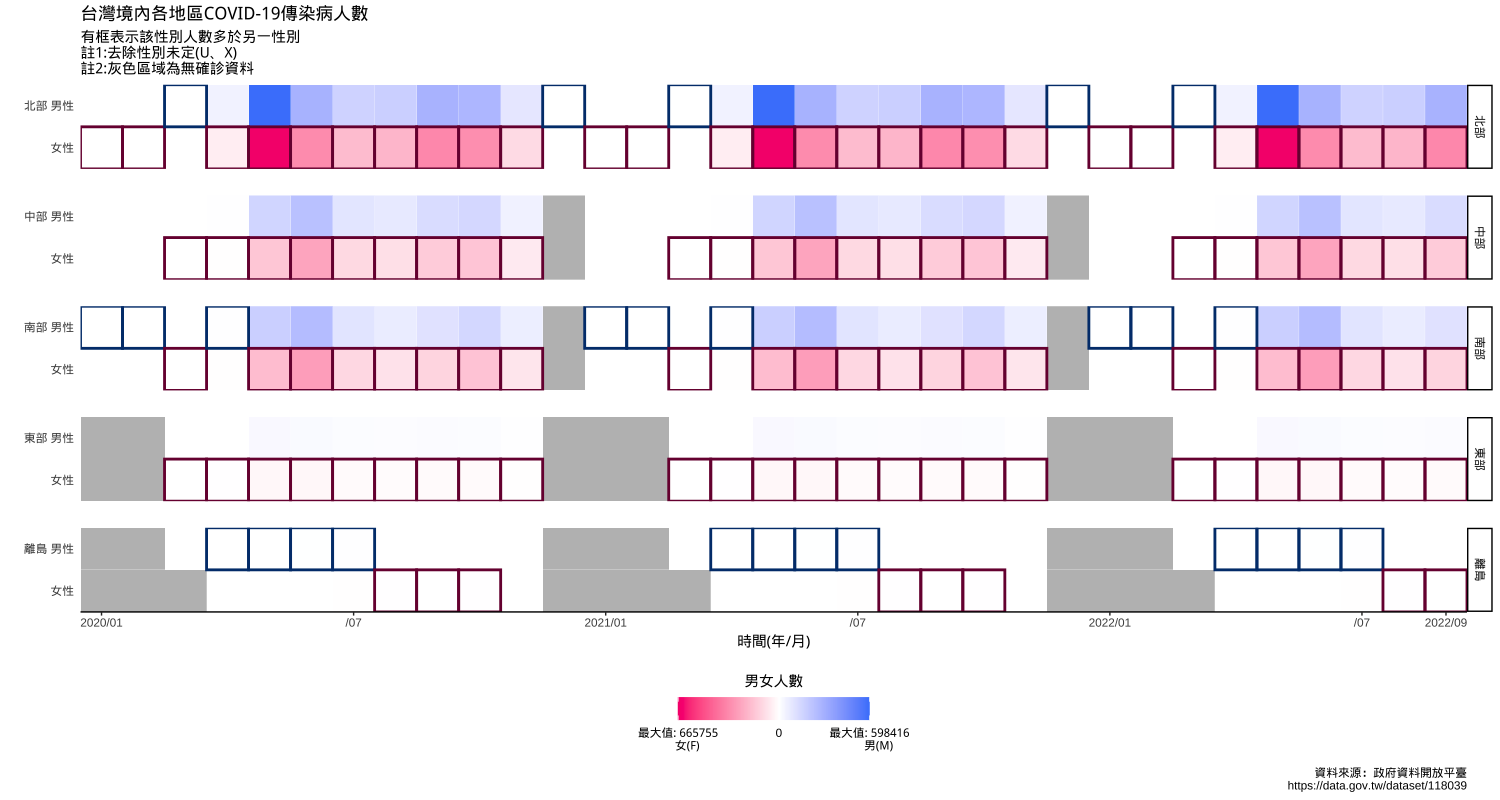 台灣境內各地區COVID-19傳染病人數
有框表示該性別人數多於另一性別
註1:去除性別未定(U、X)
註2:灰色區域為無確診資料
北部 男性
女性
北部
中部 男性
女性
中部
南部 男性
女性
南部
東部 男性
女性
東部
離島 男性
女性
離島
2020/01 /07 2021/01 /07 2022/01 /07 2022/09
時間(年/月)
男女人數
最大值: 665755 0 最大值: 598416
女(F) 男(M)
資料來源：政府資料開放平臺
https://data.gov.tw/dataset/118039